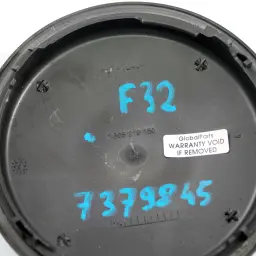 F32
GlobalParts
WARRANTY VOID
IF REMOVED
7379845